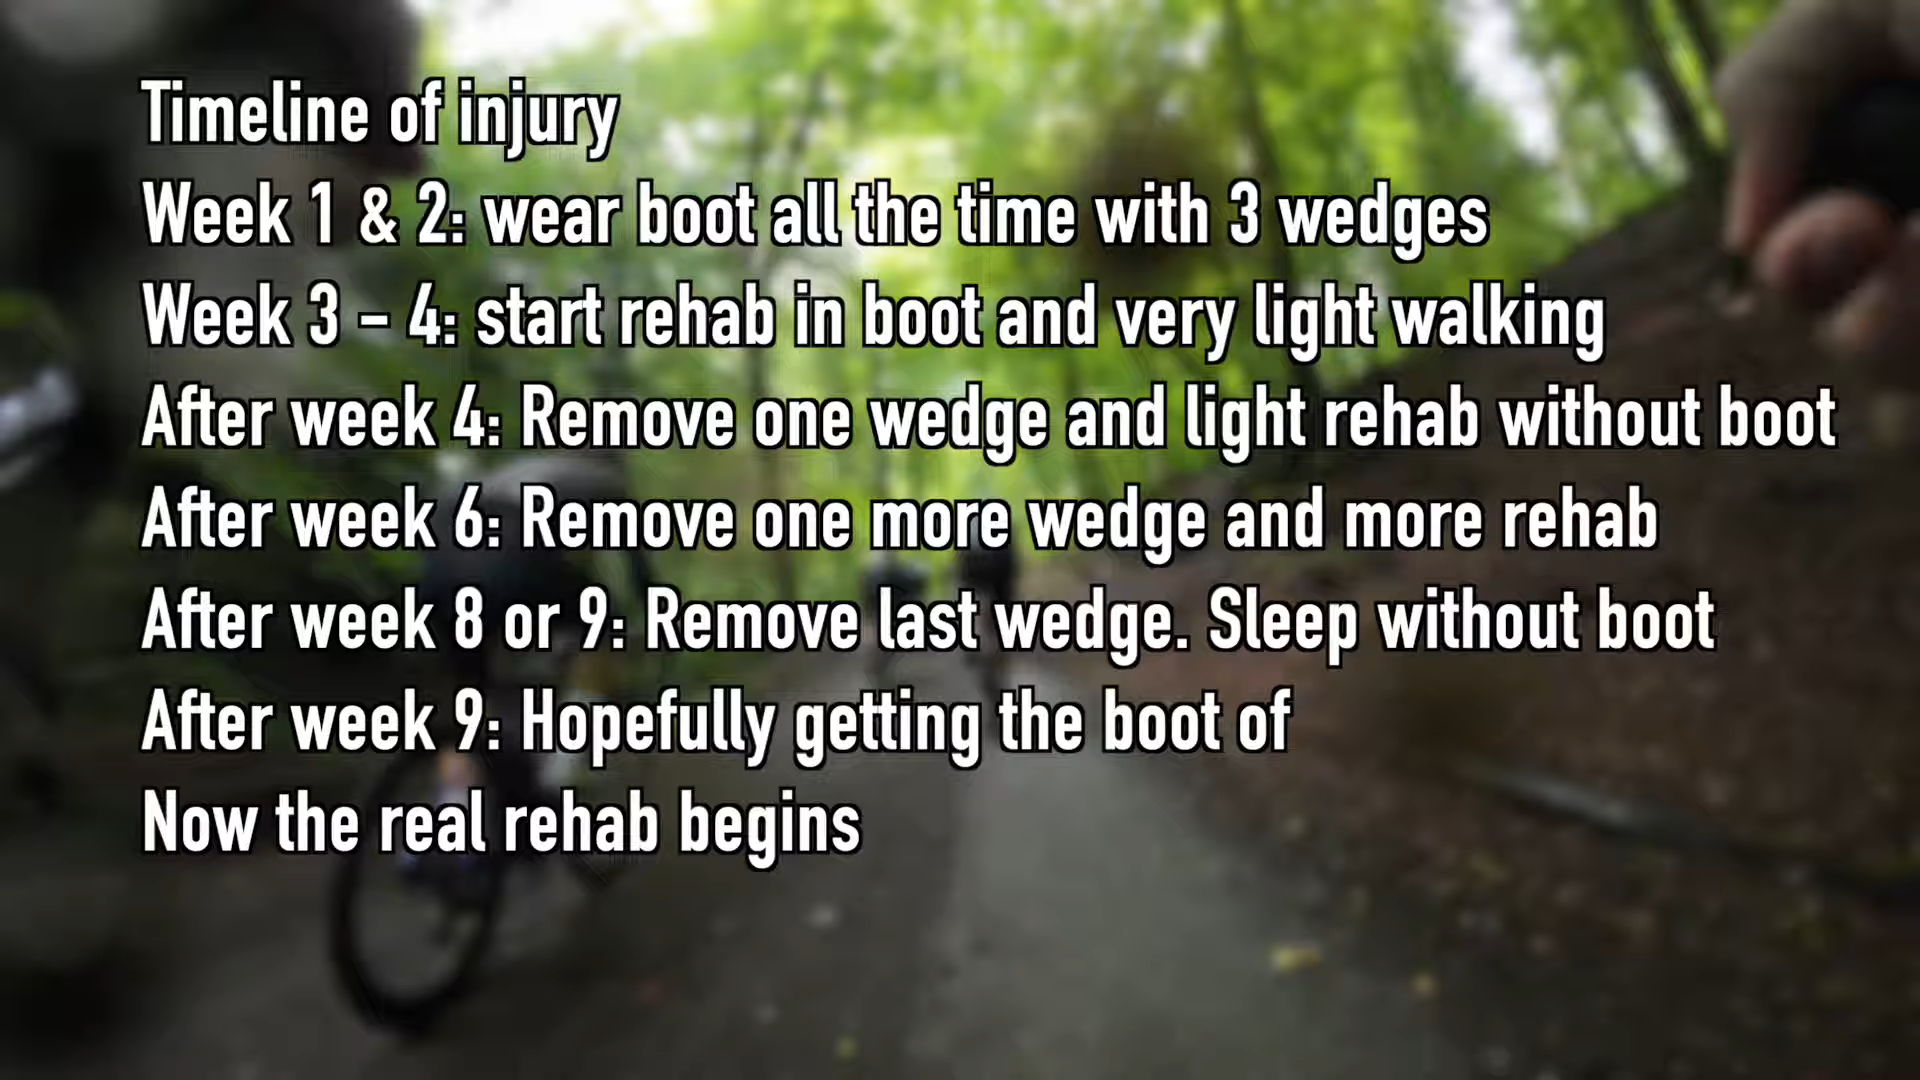 Timeline of injury
Week 1 & 2: wear boot all the time with 3 wedges
Week 3 – 4: start rehab in boot and very light walking
After week 4: Remove one wedge and light rehab without boot
After week 6: Remove one more wedge and more rehab
After week 8 or 9: Remove last wedge. Sleep without boot
After week 9: Hopefully getting the boot of
Now the real rehab begins